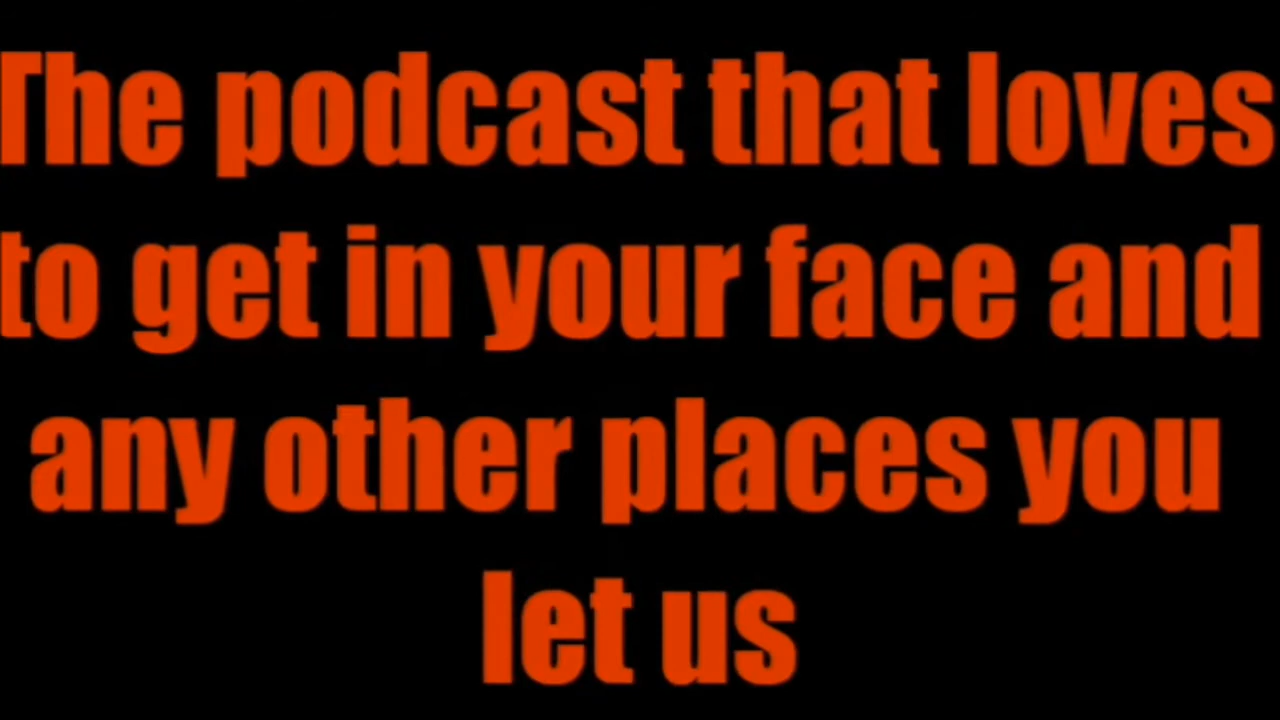 The podcast that loves
to get in your face and
any other places you
let us